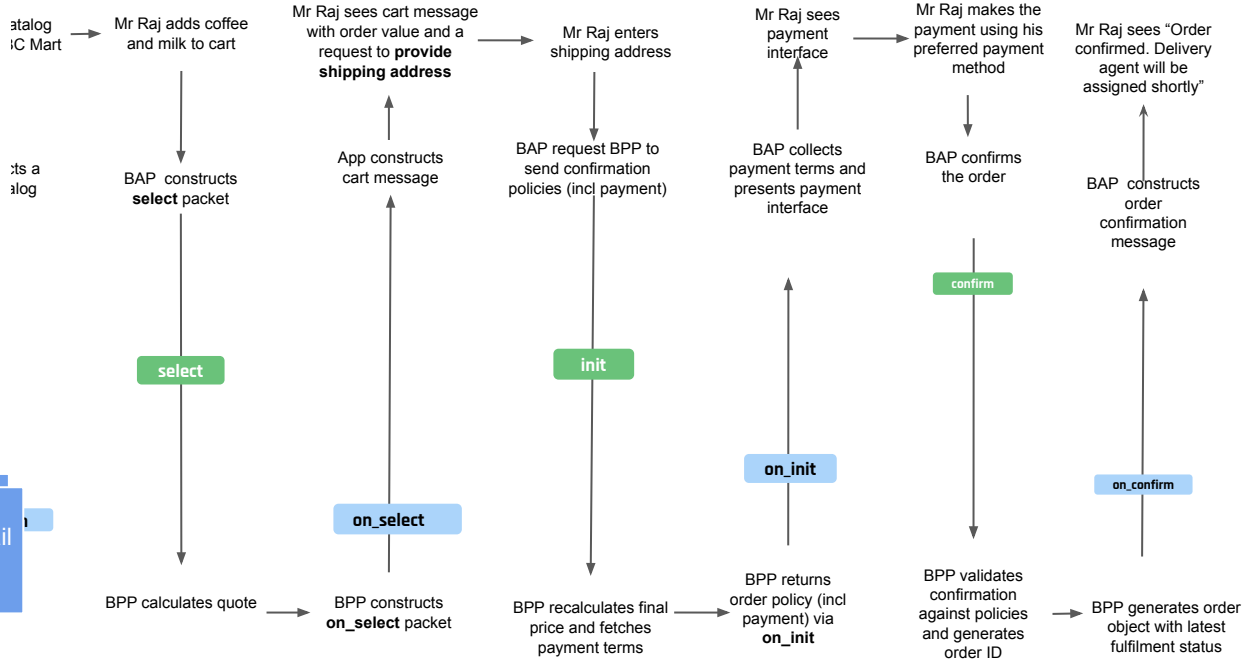 atalog
BC Mart
Mr Raj adds coffee
and milk to cart
Mr Raj sees cart message
with order value and a
request to provide
shipping address
Mr Raj enters
shipping address
Mr Raj sees
payment
interface
Mr Raj makes the
payment using his
preferred payment
method
Mr Raj sees “Order
confirmed. Delivery
agent will be
assigned shortly”
cts a
alog
BAP constructs
select packet
App constructs
cart message
BAP request BPP to
send confirmation
policies (incl payment)
BAP collects
payment terms and
presents payment
interface
BAP confirms
the order
BAP constructs
order
confirmation
message
select
on_select
init
on_init
confirm
on_confirm
il
BPP calculates quote
BPP constructs
on_select packet
BPP recalculates final
price and fetches
payment terms
BPP returns
order policy (incl
payment) via
on_init
BPP validates
confirmation
against policies
and generates
order ID
BPP generates order
object with latest
fulfilment status